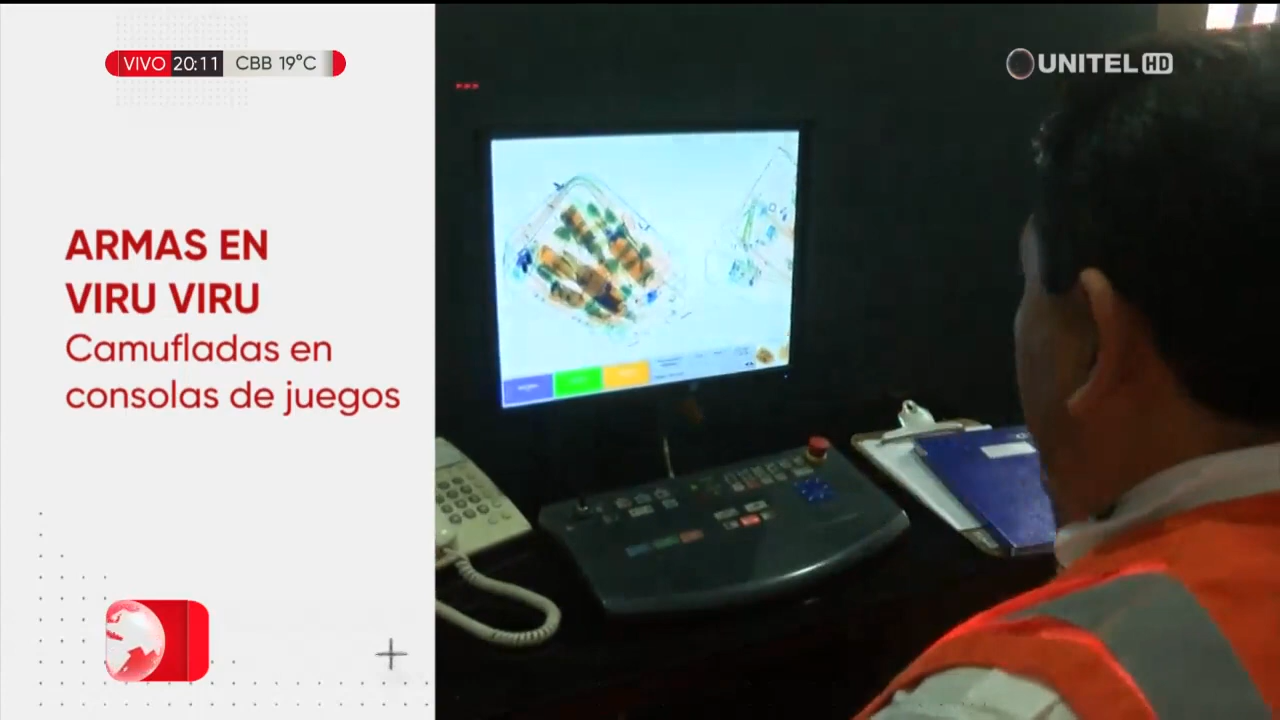 VIVO 20:11 CBB 19°C
UNITEL HD
ARMAS EN
VIRU VIRU
Camufladas en
consolas de juegos